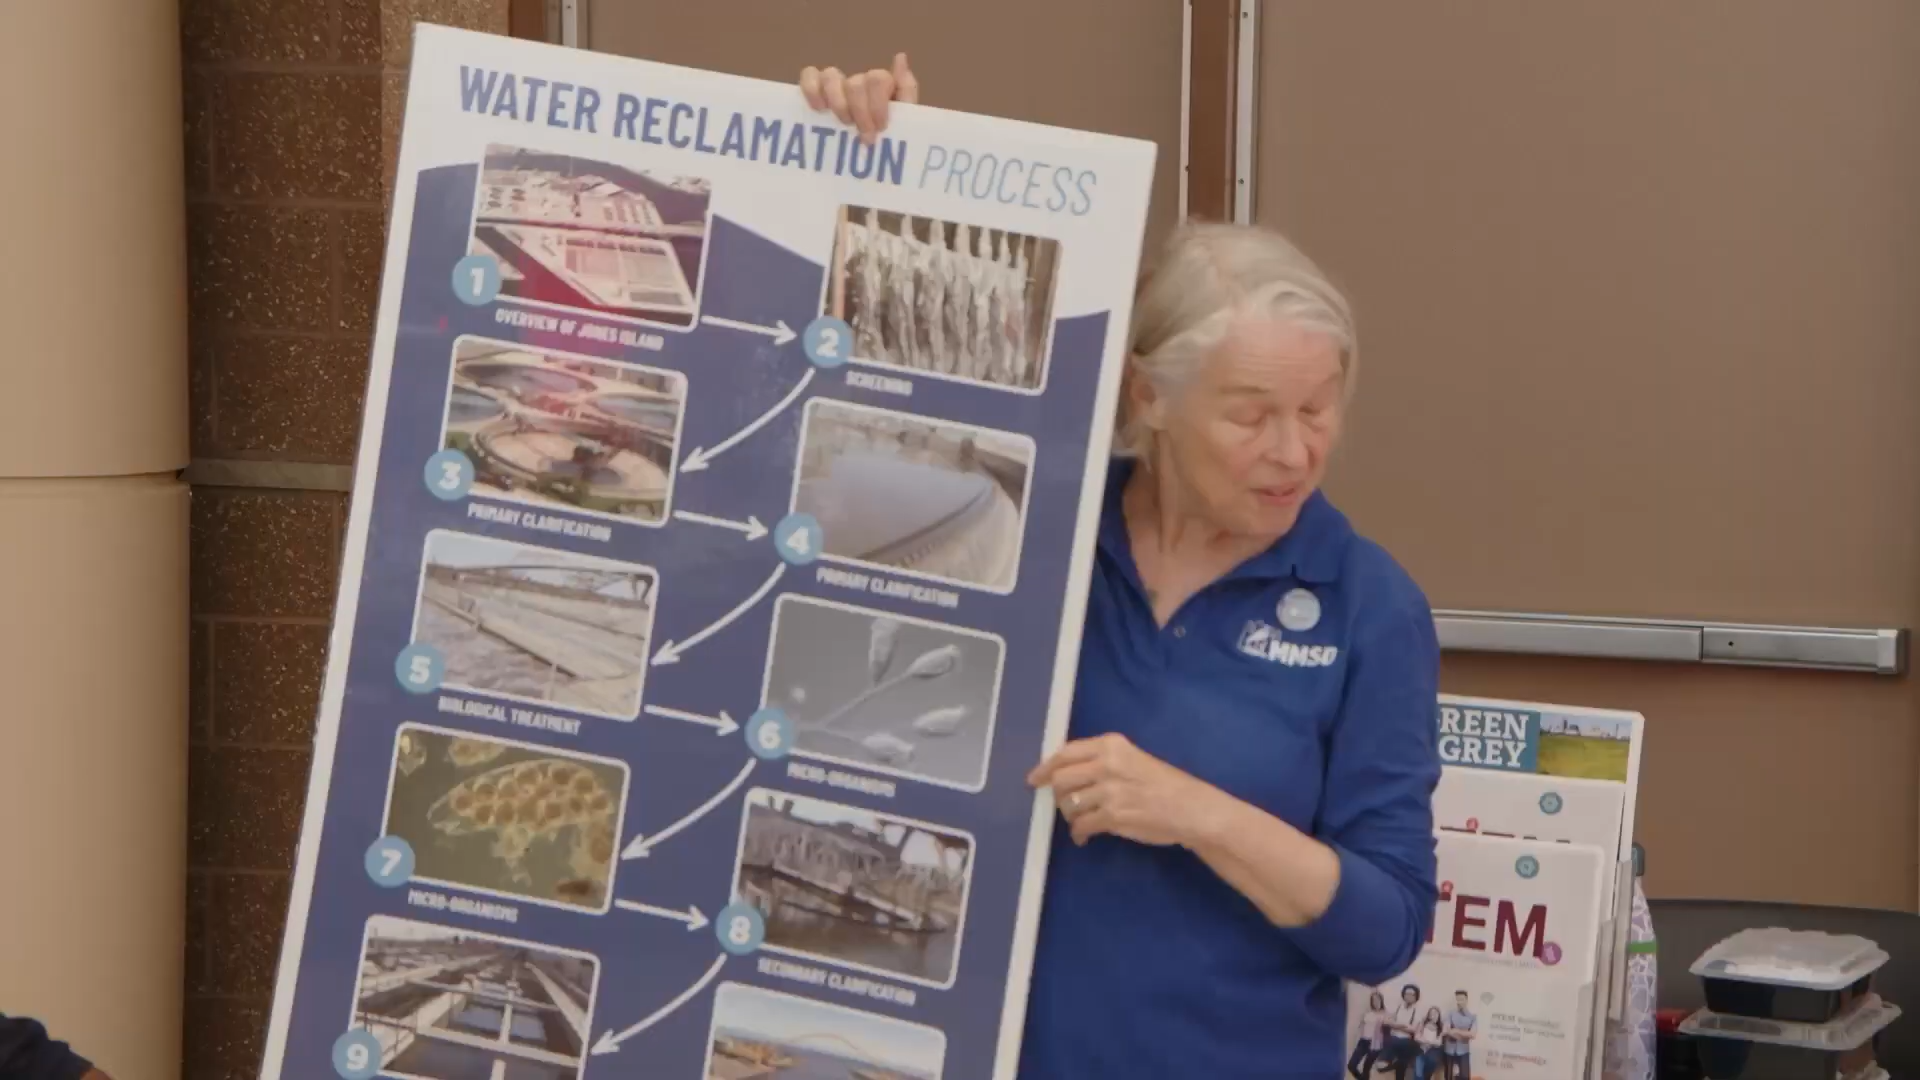 WATER RECLAMATION PROCESS
1
OVERVIEW OF JONES ISLAND
2
SCREENING
3
PRIMARY CLARIFICATION
4
PRIMARY CLARIFICATION
5
BIOLOGICAL TREATMENT
6
MICRO-ORGANISMS
7
MICRO-ORGANISMS
8
SECONDARY CLARIFICATION
9
MMSD
REEN
GREY
TEM